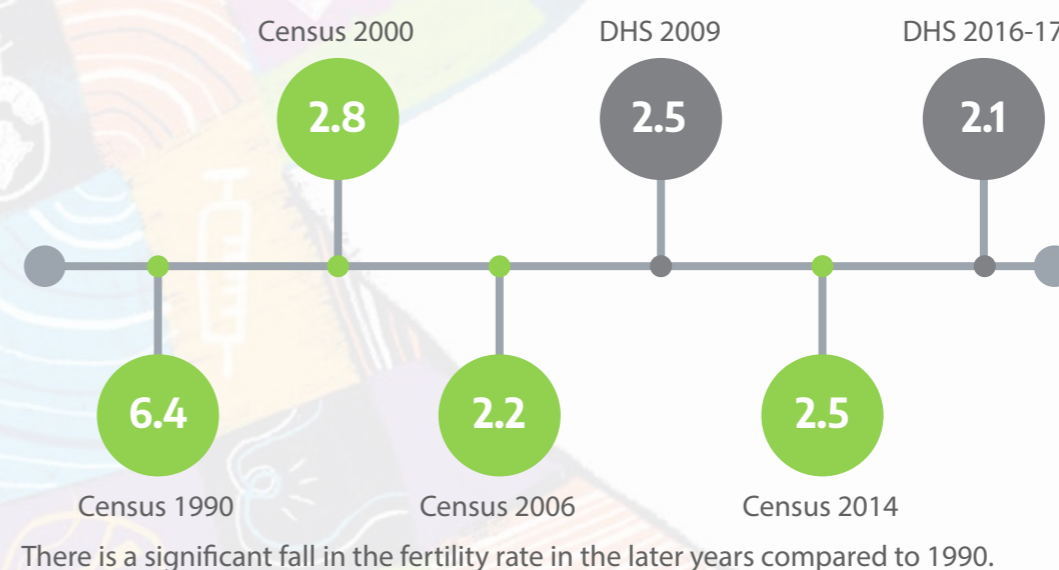 Census 2000
DHS 2009
DHS 2016-17
2.8
2.5
2.1
6.4
2.2
2.5
Census 1990
Census 2006
Census 2014
There is a significant fall in the fertility rate in the later years compared to 1990.